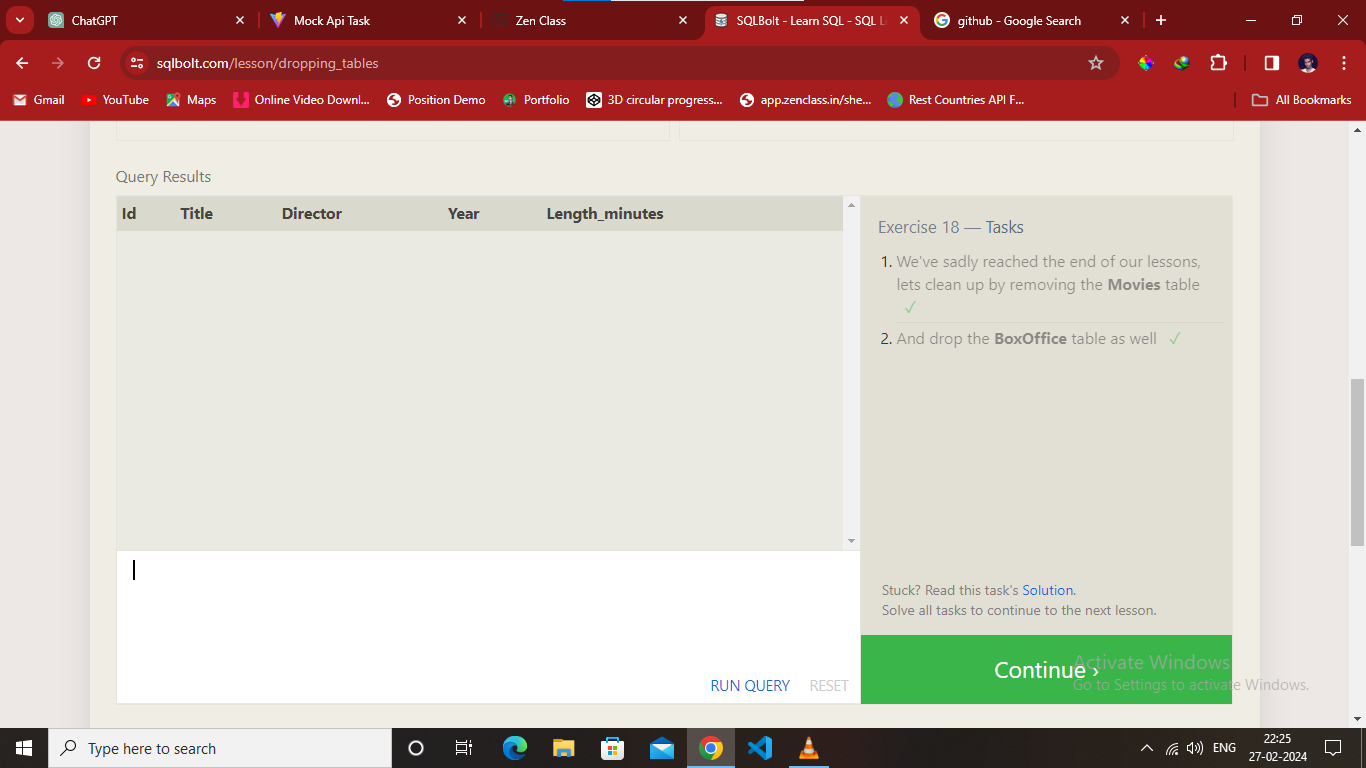 ChatGPT
Mock Api Task
Zen Class
SQLBolt - Learn SQL - SQL L
github - Google Search
sqlbolt.com/lesson/dropping_tables
Gmail
YouTube
Maps
Online Video Downl...
Position Demo
Portfolio
3D circular progress...
app.zenclass.in/she...
Rest Countries API F...
All Bookmarks
Query Results
Id Title Director Year Length_minutes
Exercise 18 — Tasks
1. We've sadly reached the end of our lessons,
lets clean up by removing the Movies table
✓
2. And drop the BoxOffice table as well ✓
Stuck? Read this task's Solution.
Solve all tasks to continue to the next lesson.
RUN QUERY RESET
Continue ›
Activate Windows
Go to Settings to activate Windows.
Type here to search
ENG
22:25
27-02-2024